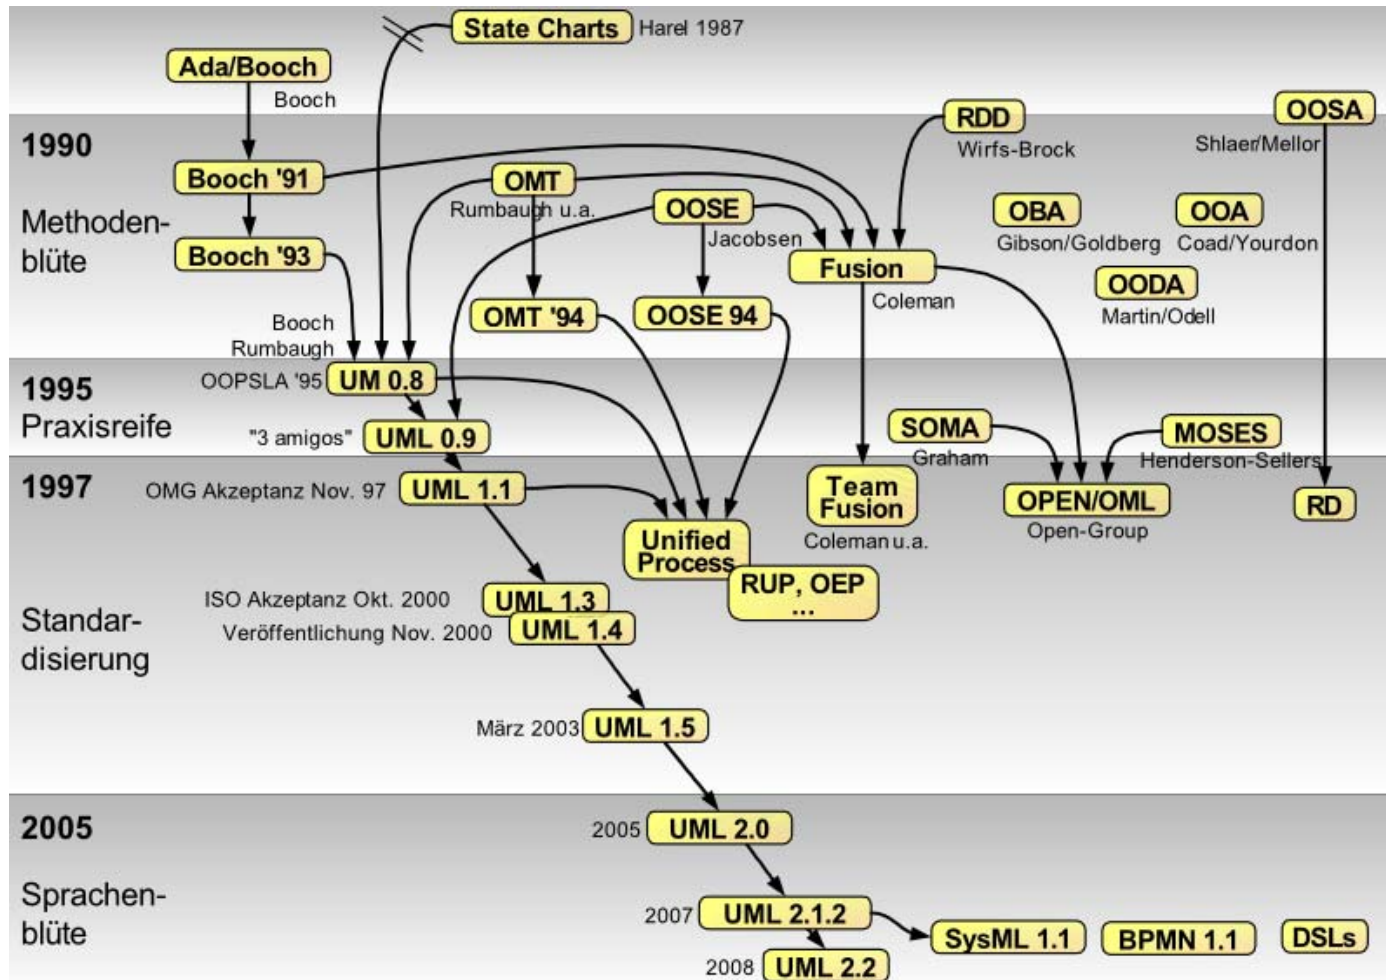 State Charts
Harel 1987
Ada/Booch
Booch
RDD
Wirfs-Brock
OOSA
Shlaer/Mellor
1990
Methoden-
blüte
Booch '91
OMT
Rumbaugh u.a.
OOSE
Jacobsen
OBA
Gibson/Goldberg
OOA
Coad/Yourdon
Booch '93
Fusion
Coleman
OODA
Martin/Odell
OMT '94
OOSE 94
Booch
Rumbaugh
OOPSLA '95
UM 0.8
1995
Praxisreife
"3 amigos"
UML 0.9
SOMA
Graham
MOSES
Henderson-Sellers
1997
OMG Akzeptanz Nov. 97
UML 1.1
Team
Fusion
Coleman u.a.
OPEN/OML
Open-Group
RD
Unified
Process
RUP, OEP
...
Standar-
disierung
ISO Akzeptanz Okt. 2000
UML 1.3
Veröffentlichung Nov. 2000
UML 1.4
März 2003
UML 1.5
2005
Sprachen-
blüte
2005
UML 2.0
2007
UML 2.1.2
SysML 1.1
BPMN 1.1
DSLs
2008
UML 2.2